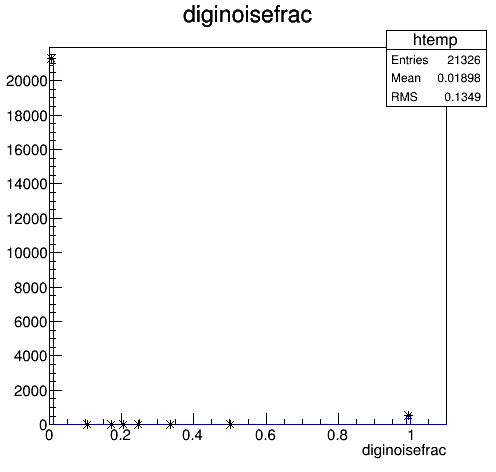 diginoisefrac
htemp
Entries 21326
Mean 0.01898
RMS 0.1349
20000
18000
16000
14000
12000
10000
8000
6000
4000
2000
0
0 0.2 0.4 0.6 0.8 1
diginoisefrac